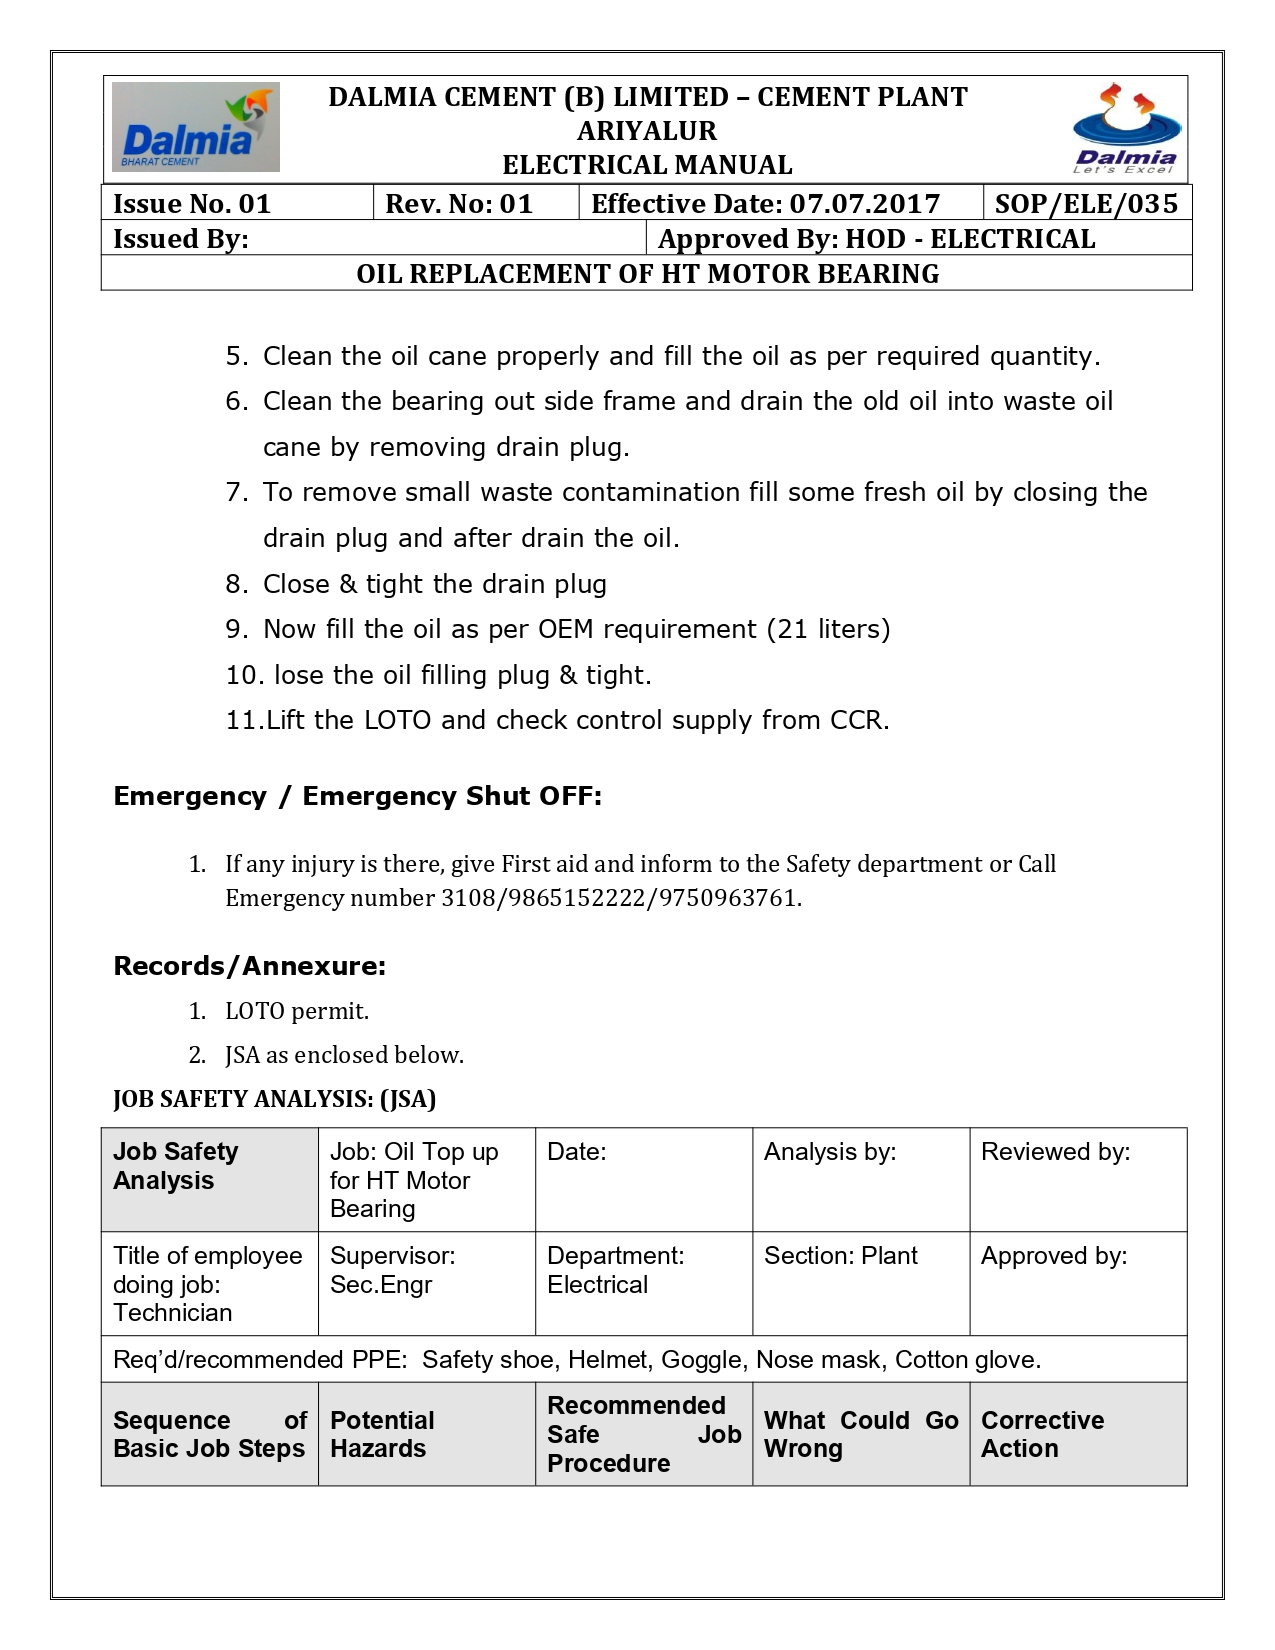 Dalmia
BHARAT CEMENT
DALMIA CEMENT (B) LIMITED – CEMENT PLANT
ARIYALUR
ELECTRICAL MANUAL
Dalmia
Let's Excel
Issue No. 01 Rev. No: 01 Effective Date: 07.07.2017 SOP/ELE/035
Issued By: Approved By: HOD - ELECTRICAL
OIL REPLACEMENT OF HT MOTOR BEARING
5. Clean the oil cane properly and fill the oil as per required quantity.
6. Clean the bearing out side frame and drain the old oil into waste oil
cane by removing drain plug.
7. To remove small waste contamination fill some fresh oil by closing the
drain plug and after drain the oil.
8. Close & tight the drain plug
9. Now fill the oil as per OEM requirement (21 liters)
10. lose the oil filling plug & tight.
11.Lift the LOTO and check control supply from CCR.
Emergency / Emergency Shut OFF:
1. If any injury is there, give First aid and inform to the Safety department or Call
Emergency number 3108/9865152222/9750963761.
Records/Annexure:
1. LOTO permit.
2. JSA as enclosed below.
JOB SAFETY ANALYSIS: (JSA)
Job Safety
Analysis
Job: Oil Top up
for HT Motor
Bearing
Date:
Analysis by:
Reviewed by:
Title of employee
doing job:
Technician
Supervisor:
Sec.Engr
Department:
Electrical
Section: Plant
Approved by:
Req’d/recommended PPE:  Safety shoe, Helmet, Goggle, Nose mask, Cotton glove.
Sequence of
Basic Job Steps
Potential
Hazards
Recommended
Safe Job
Procedure
What Could Go
Wrong
Corrective
Action